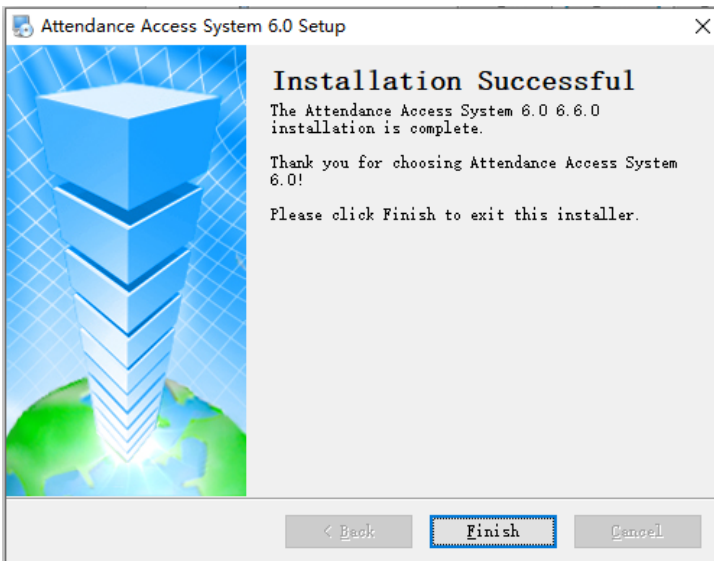 Attendance Access System 6.0 Setup
Installation Successful
The Attendance Access System 6.0 6.6.0
installation is complete.
Thank you for choosing Attendance Access System
6.0!
Please click Finish to exit this installer.
< Back
Finish
Cancel